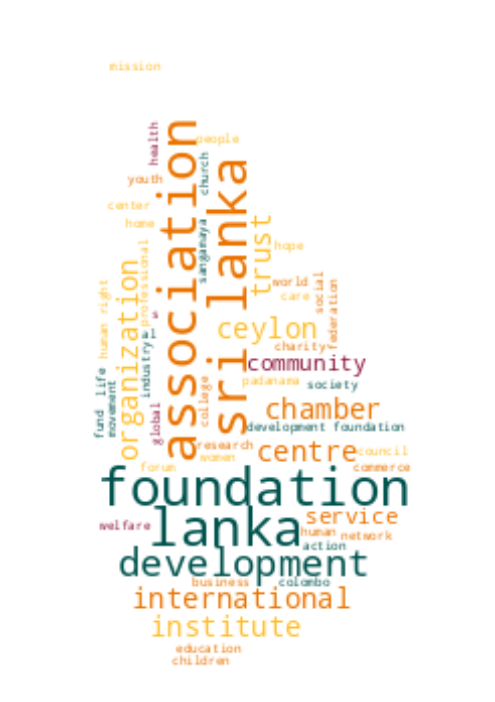 mission
health
association
people
church
sri lanka
youth
center
home
sangamaya
trust
professional
hope
organization
world
care
social
federation
human right
ceylon
industry
charity
community
padanama
society
fund life
movement
global
college
chamber
development foundation
research
women
centre
council
forum
commerce
foundation
lanka
service
welfare
human
network
action
development
business
colombo
international
institute
education
children